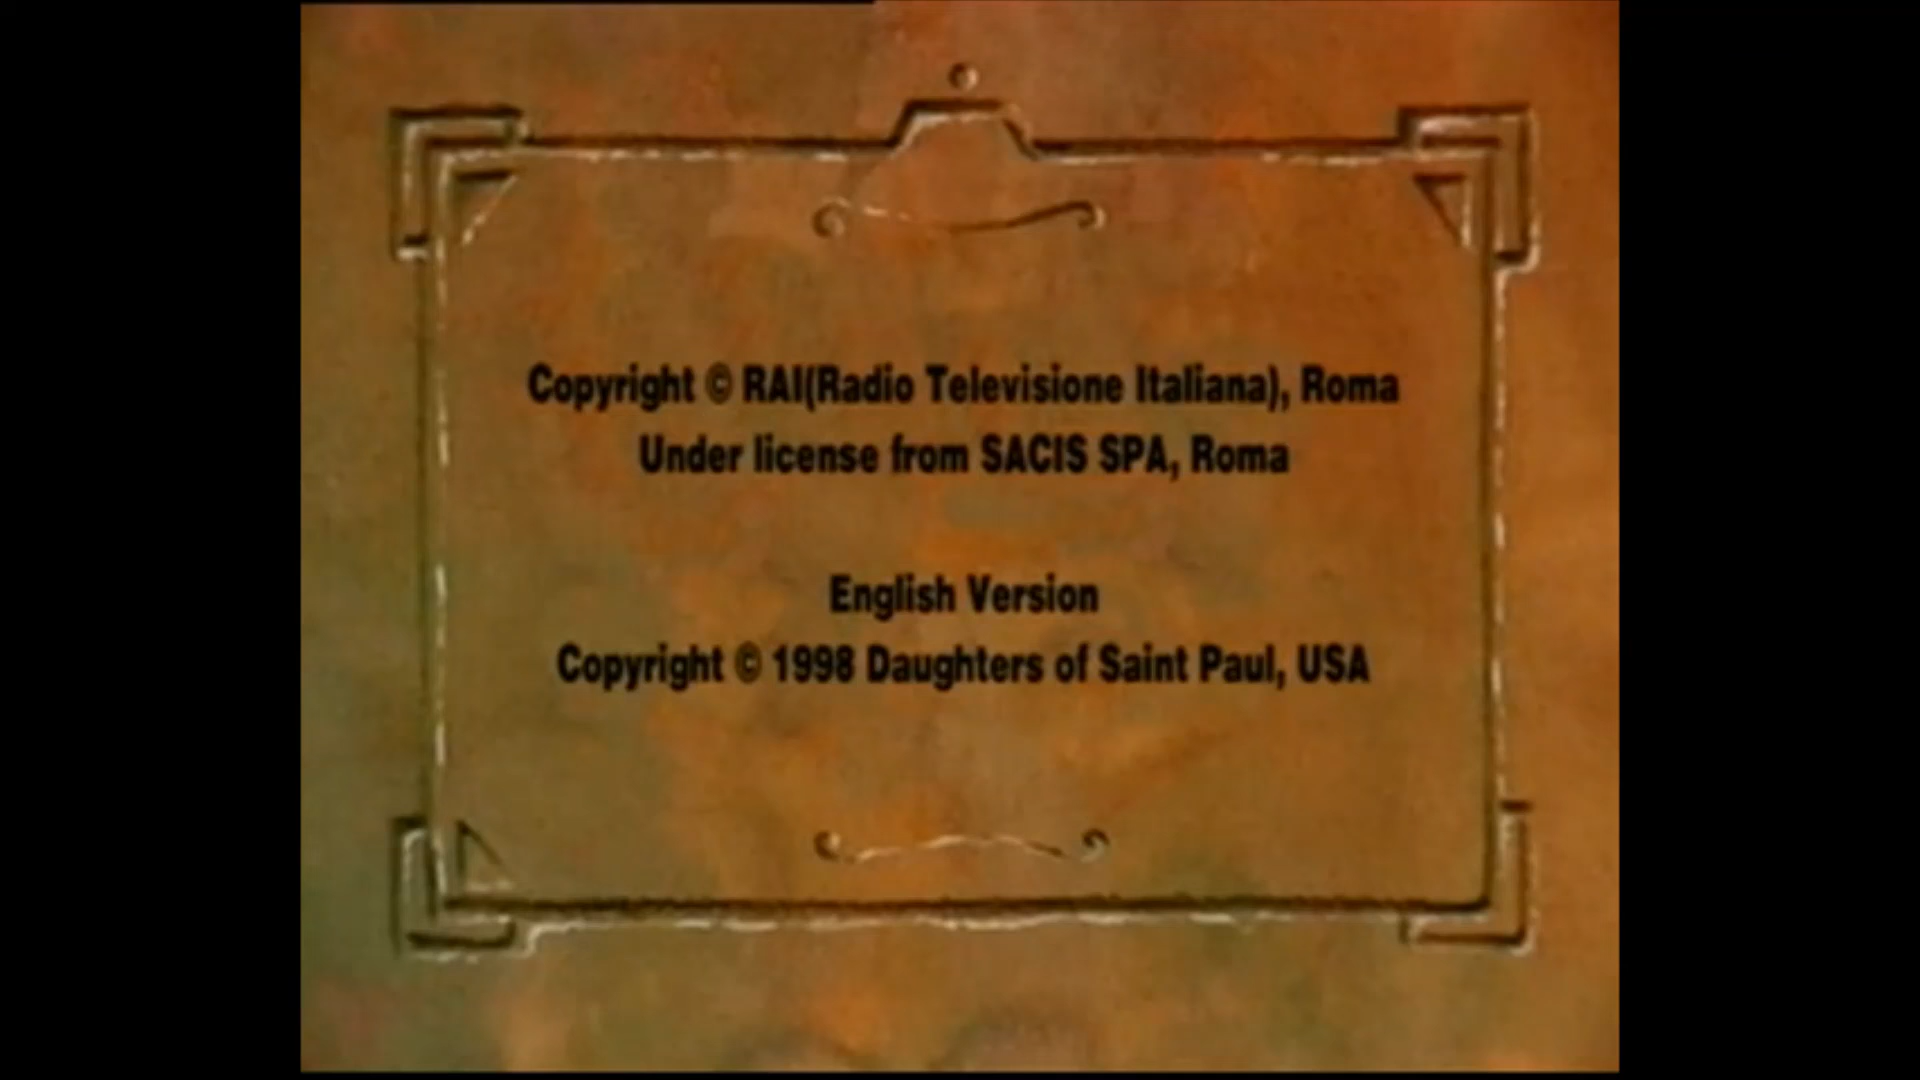 Copyright © RAI(Radio Televisione Italiana), Roma
Under license from SACIS SPA, Roma
English Version
Copyright © 1998 Daughters of Saint Paul, USA